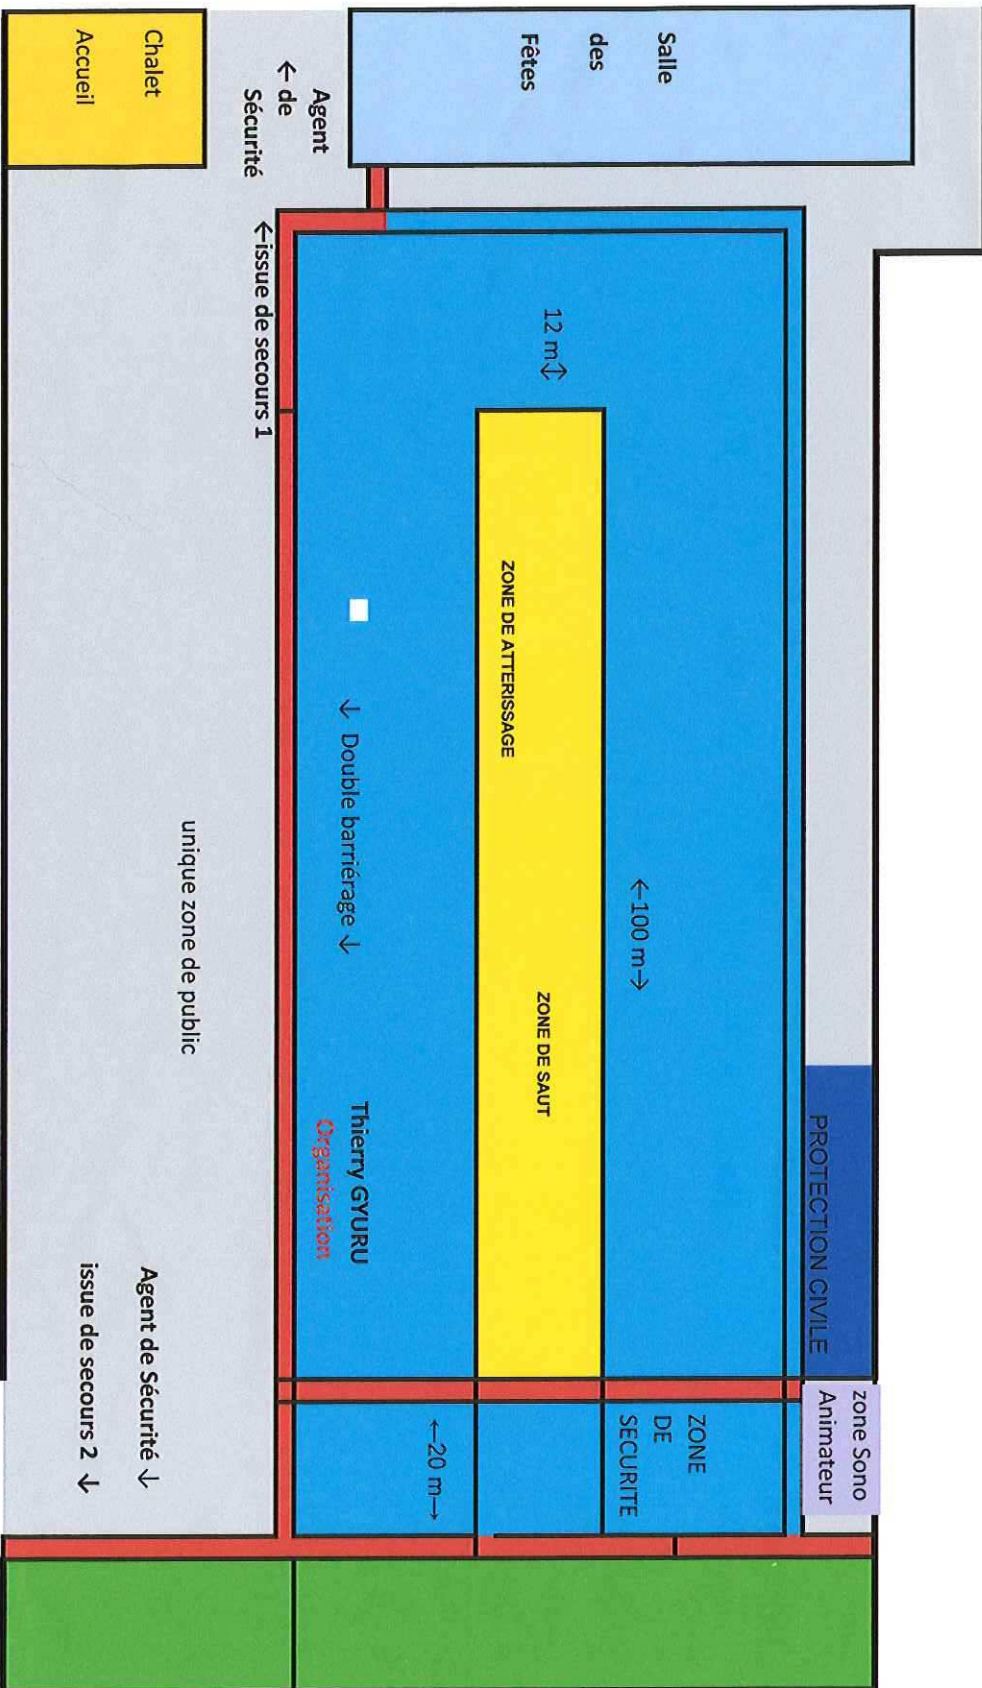 Salle
des
Fêtes
Chalet
Accueil
Agent
← de
Sécurité
←issue de secours 1
12 m↕
ZONE DE ATTERISSAGE
←100 m→
ZONE DE SAUT
↓ Double barriérage ↓
Thierry GYURU
Organisation
unique zone de public
PROTECTION CIVILE
zone Sono
Animateur
ZONE
DE
SECURITE
←20 m→
Agent de Sécurité ↓
issue de secours 2 ↓